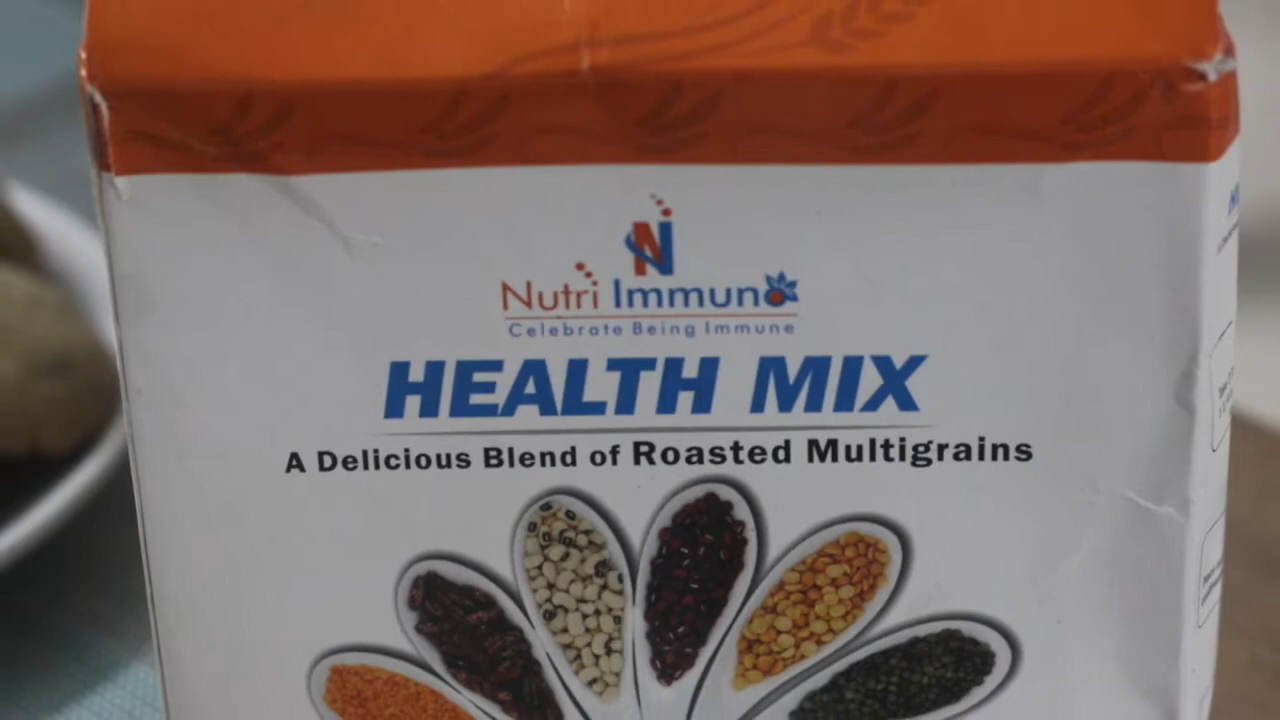 N
Nutri Immuno
Celebrate Being Immune
HEALTH MIX
A Delicious Blend of Roasted Multigrains